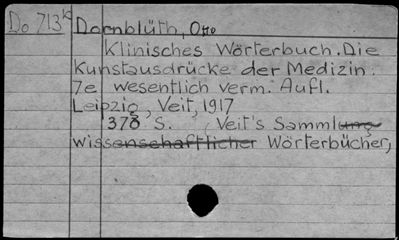 Do 713k Dornblüth, Otto
Klinisches Wörterbuch. Die
Kunstausdrücke der Medizin.
7e wesentlich verm. Aufl.
Leipzig, Veit, 1917
370 S. (Veit's Sammlung
wissenschaftlicher Wörterbücher)